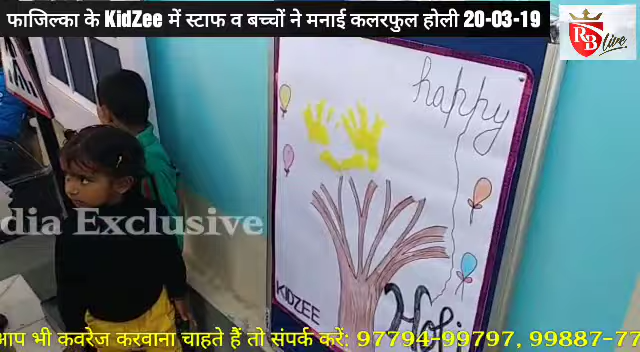 फाजिल्का के KidZee में स्टाफ व बच्चों ने मनाई कलरफुल होली 20-03-19
RB
live
happy
dia Exclusive
KIDZEE
Holi
आप भी कवरेज करवाना चाहते हैं तो संपर्क करें: 97794-99797, 99887-77